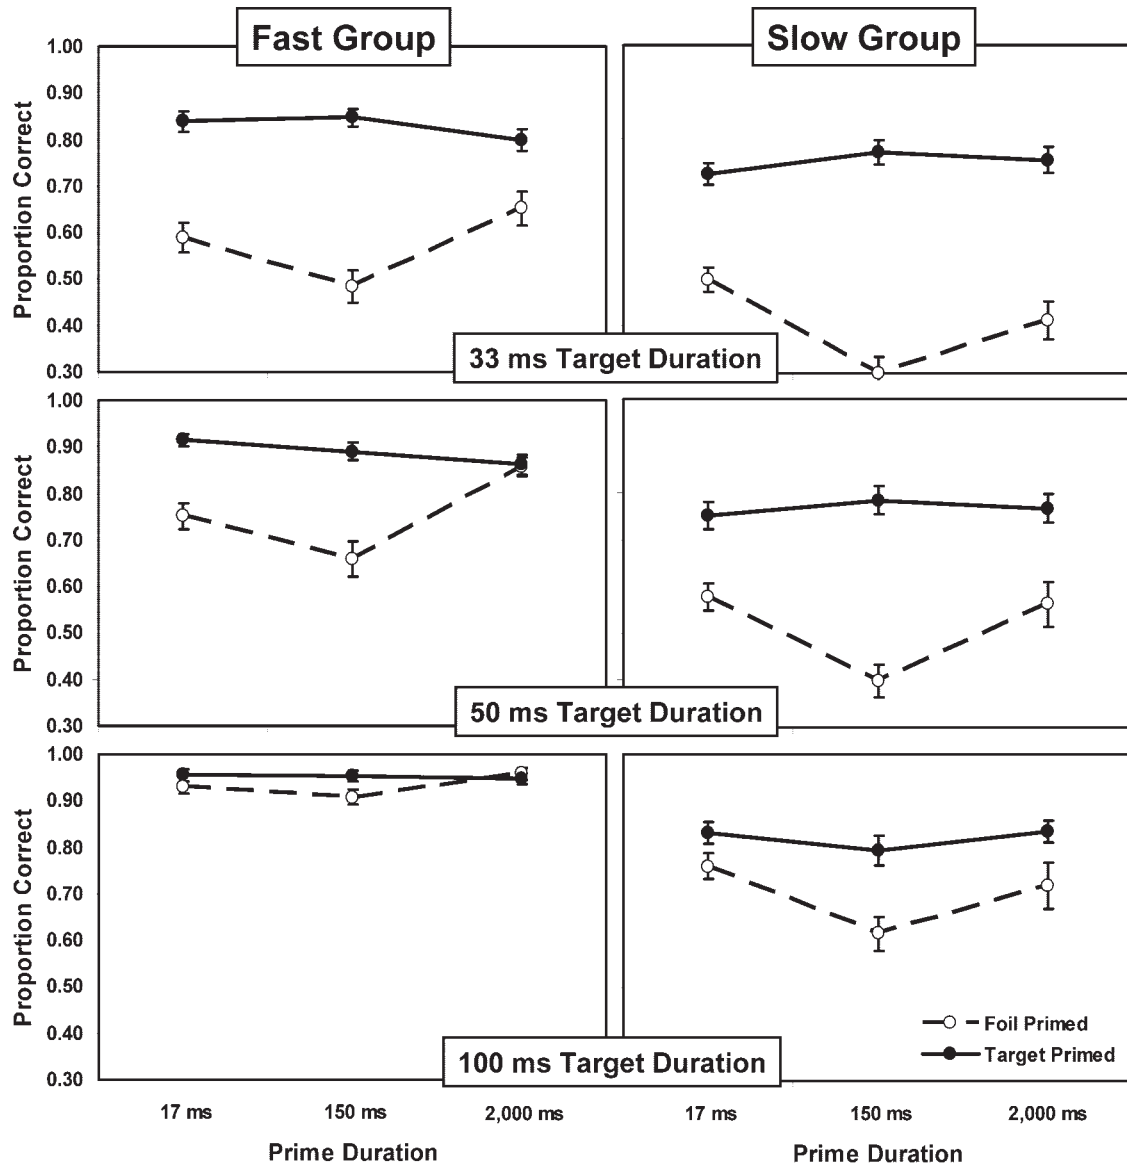 Fast Group
Slow Group
Proportion Correct
1.00
0.90
0.80
0.70
0.60
0.50
0.40
0.30
33 ms Target Duration
Proportion Correct
1.00
0.90
0.80
0.70
0.60
0.50
0.40
0.30
50 ms Target Duration
Proportion Correct
1.00
0.90
0.80
0.70
0.60
0.50
0.40
0.30
Foil Primed
Target Primed
100 ms Target Duration
17 ms 150 ms 2,000 ms
17 ms 150 ms 2,000 ms
Prime Duration
Prime Duration